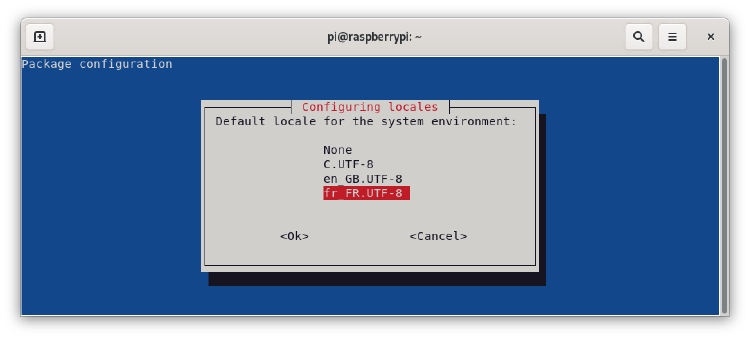 pi@raspberrypi: ~
Package configuration
Configuring locales
Default locale for the system environment:
None
C.UTF-8
en_GB.UTF-8
fr_FR.UTF-8
<Ok> <Cancel>